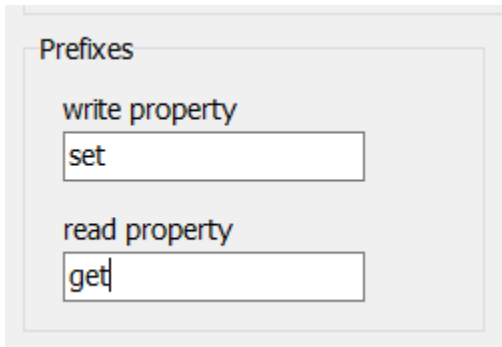 Prefixes
write property
set
read property
get